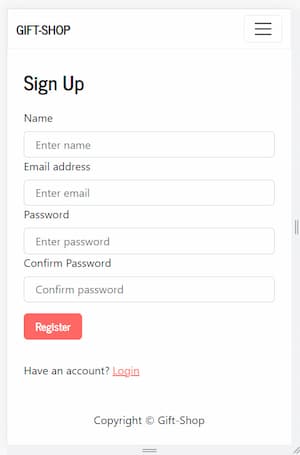 GIFT-SHOP
Sign Up
Name
Enter name
Email address
Enter email
Password
Enter password
Confirm Password
Confirm password
Register
Have an account? Login
Copyright © Gift-Shop